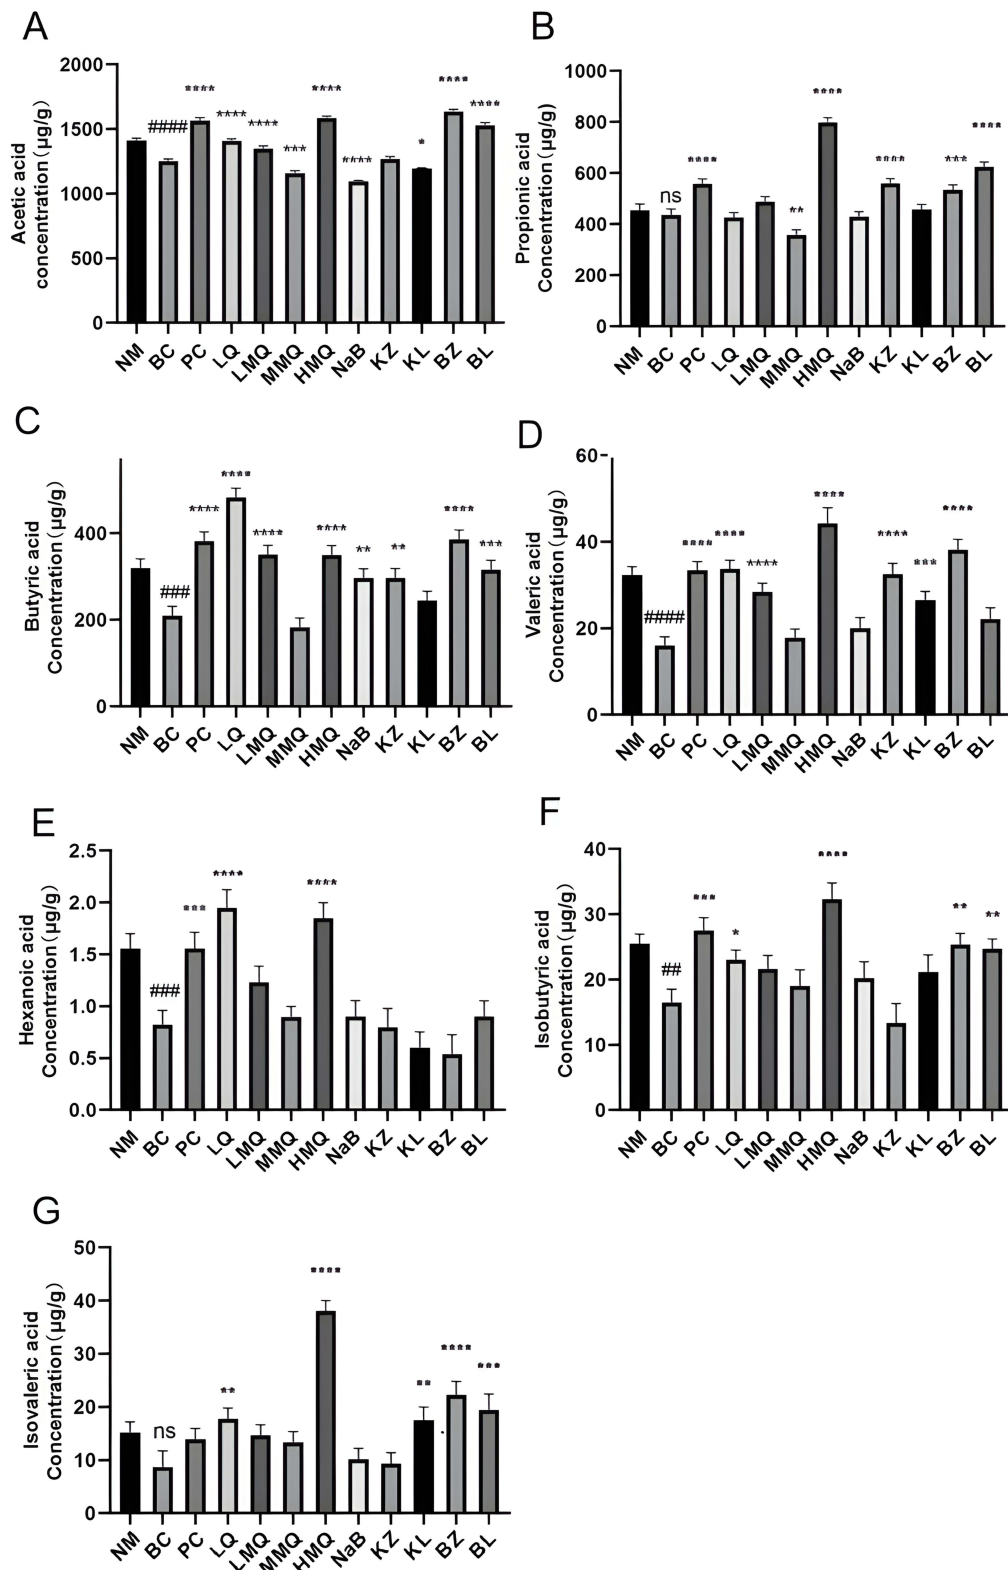 A
Acetic acid
concentration (μg/g)
2000
1500
1000
500
0
####
****
****
****
***
****
****
*
****
****
NM BC PC LQ LMQ MMQ HMQ NaB KZ KL BZ BL
B
Propionic acid
Concentration (μg/g)
1000
800
600
400
200
0
ns
****
**
****
****
***
****
NM BC PC LQ LMQ MMQ HMQ NaB KZ KL BZ BL
C
Butyric acid
Concentration (μg/g)
400
200
0
###
****
****
****
****
**
**
****
***
NM BC PC LQ LMQ MMQ HMQ NaB KZ KL BZ BL
D
Valeric acid
Concentration (μg/g)
60
40
20
0
####
****
****
****
****
****
***
****
NM BC PC LQ LMQ MMQ HMQ NaB KZ KL BZ BL
E
Hexanoic acid
Concentration (μg/g)
2.5
2.0
1.5
1.0
0.5
0.0
###
***
****
****
NM BC PC LQ LMQ MMQ HMQ NaB KZ KL BZ BL
F
Isobutyric acid
Concentration (μg/g)
40
30
20
10
0
##
***
*
****
**
**
NM BC PC LQ LMQ MMQ HMQ NaB KZ KL BZ BL
G
Isovaleric acid
Concentration (μg/g)
50
40
30
20
10
0
ns
**
****
**
****
***
NM BC PC LQ LMQ MMQ HMQ NaB KZ KL BZ BL